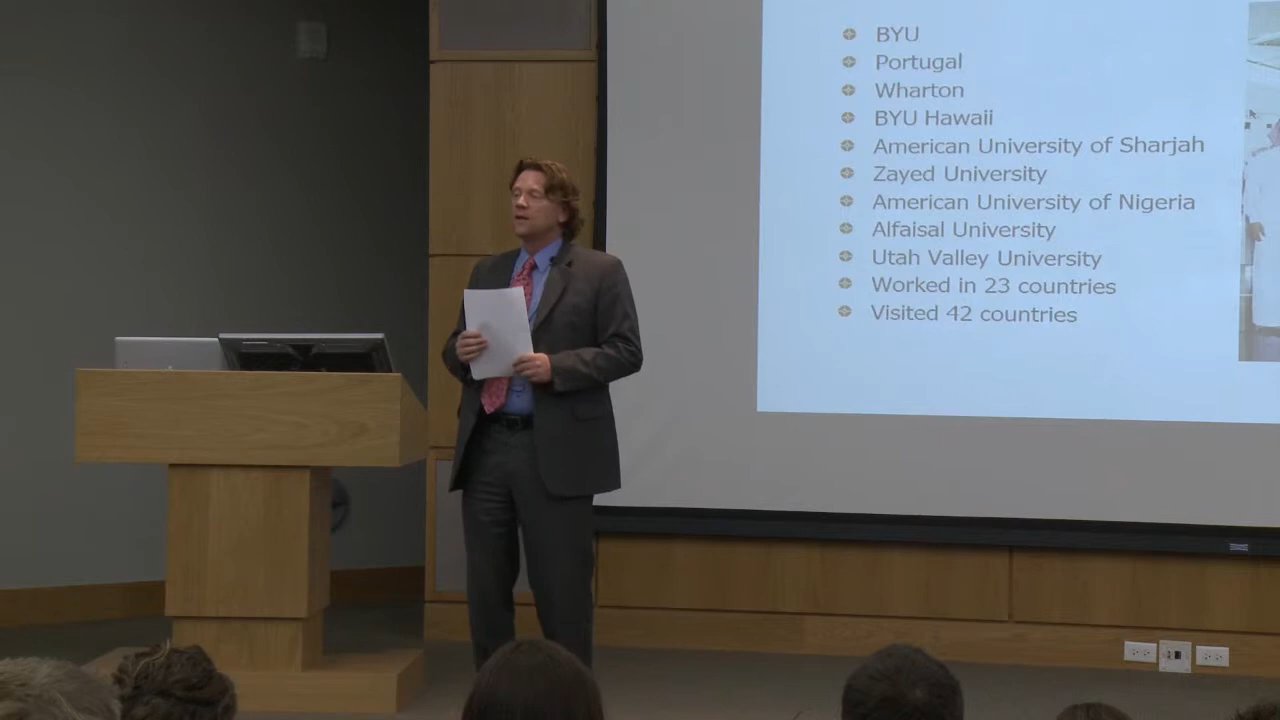 BYU
Portugal
Wharton
BYU Hawaii
American University of Sharjah
Zayed University
American University of Nigeria
Alfaisal University
Utah Valley University
Worked in 23 countries
Visited 42 countries